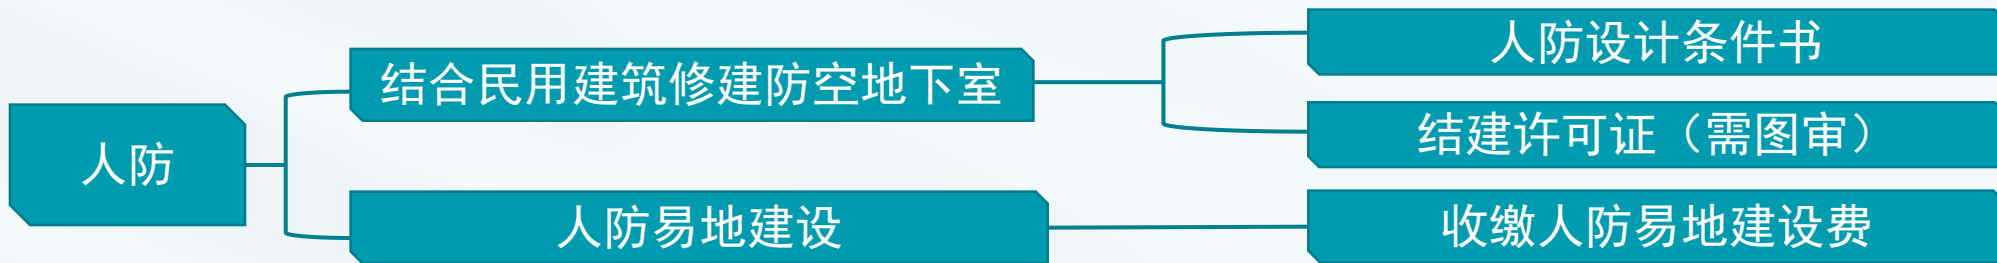 人防
结合民用建筑修建防空地下室
人防设计条件书
结建许可证（需图审）
人防易地建设
收缴人防易地建设费